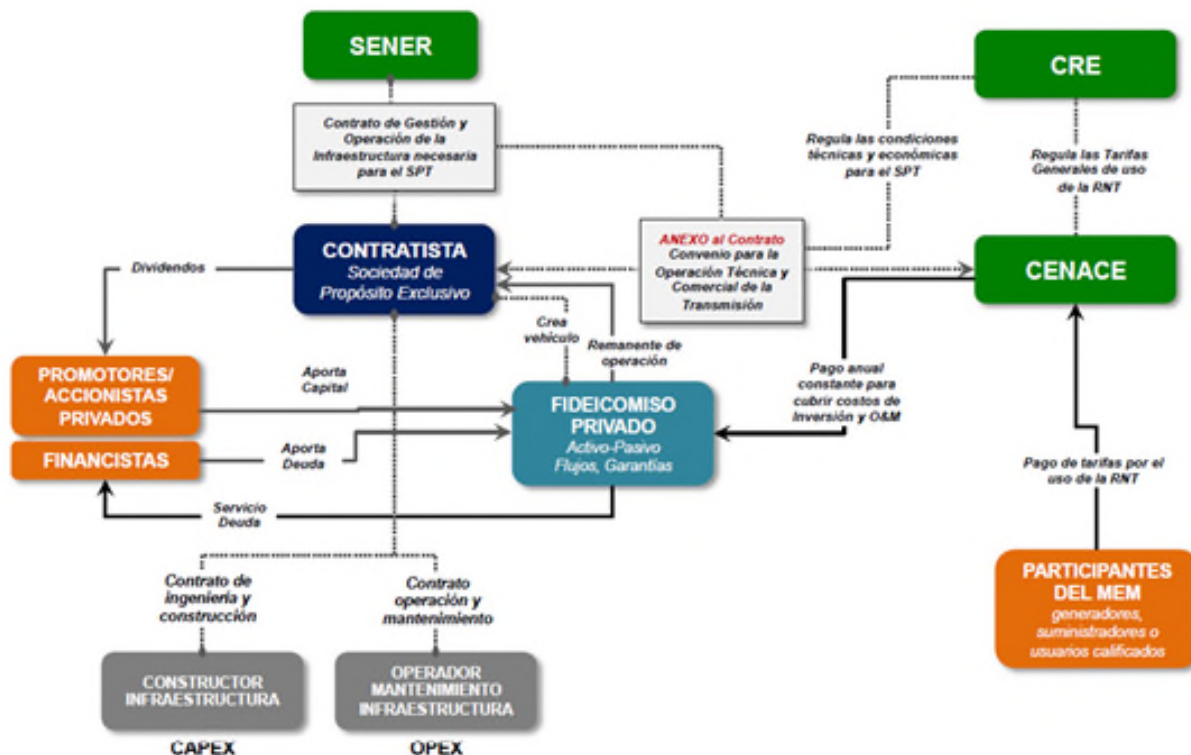 SENER
CRE
Contrato de Gestión y
Operación de la
Infraestructura necesaria
para el SPT
Regula las condiciones
técnicas y económicas
para el SPT
Regula las Tarifas
Generales de uso
de la RNT
CONTRATISTA
Sociedad de
Propósito Exclusivo
ANEXO al Contrato
Convenio para la
Operación Técnica y
Comercial de la
Transmisión
CENACE
Dividendos
Crea
vehículo
Remanente de
operación
PROMOTORES/
ACCIONISTAS
PRIVADOS
Aporta
Capital
FIDEICOMISO
PRIVADO
Activo-Pasivo
Flujos, Garantías
Pago anual
constante para
cubrir costos de
Inversión y O&M
FINANCISTAS
Aporta
Deuda
Servicio
Deuda
Pago de tarifas por el
uso de la RNT
Contrato de
ingeniería y
construcción
Contrato
operación y
mantenimiento
PARTICIPANTES
DEL MEM
generadores,
suministradores o
usuarios calificados
CONSTRUCTOR
INFRAESTRUCTURA
OPERADOR
MANTENIMIENTO
INFRAESTRUCTURA
CAPEX
OPEX